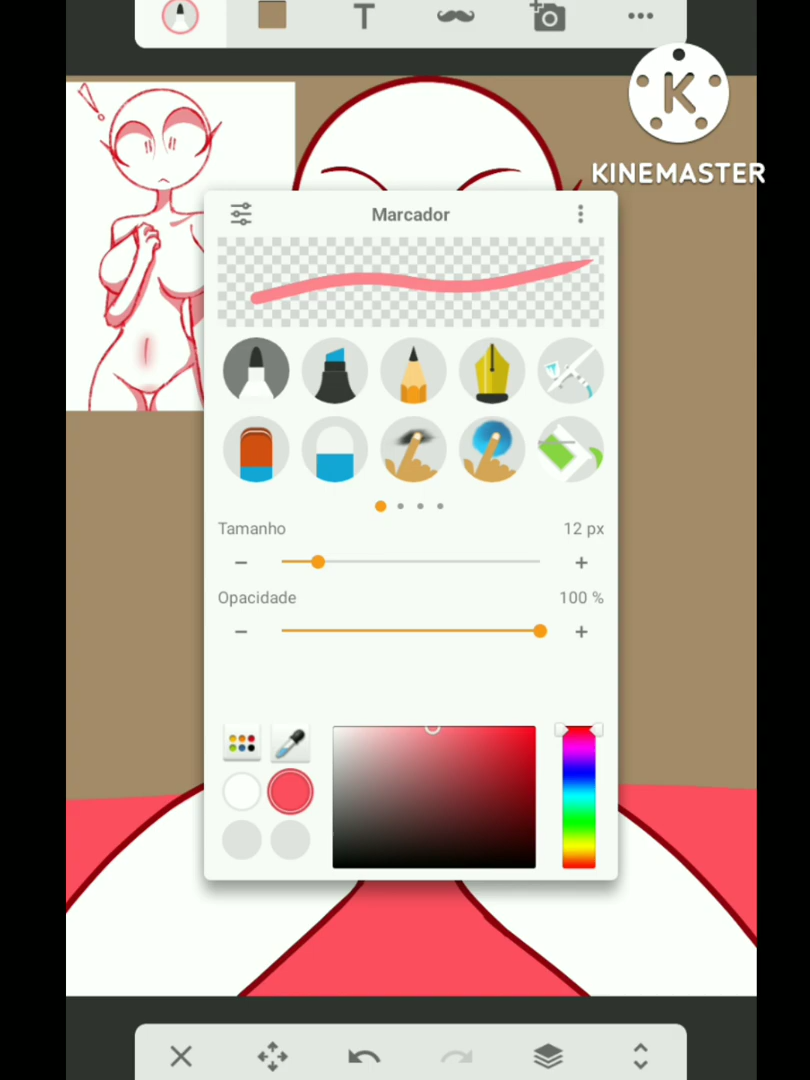 T
K
KINEMASTER
Marcador
Tamanho
12 px
Opacidade
100 %